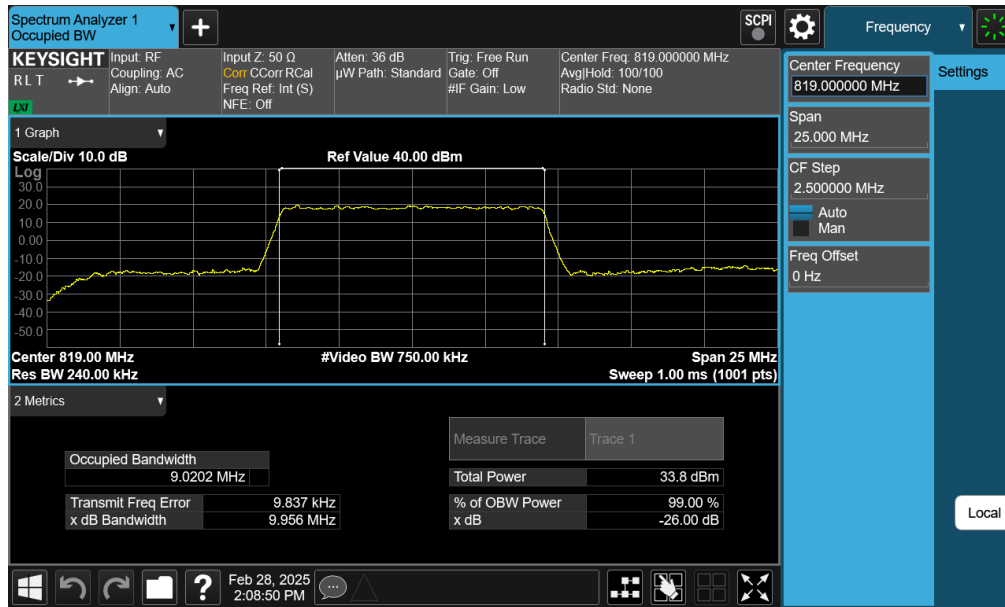 Spectrum Analyzer 1
Occupied BW
SCPI
Frequency
KEYSIGHT
R L T
LXI
Input: RF
Coupling: AC
Align: Auto
Input Z: 50 Ω
Corr CCorr RCal
Freq Ref: Int (S)
NFE: Off
Atten: 36 dB
µW Path: Standard
Trig: Free Run
Gate: Off
#IF Gain: Low
Center Freq: 819.000000 MHz
Avg|Hold: 100/100
Radio Std: None
Center Frequency
819.000000 MHz
Settings
Span
25.000 MHz
CF Step
2.500000 MHz
Auto
Man
Freq Offset
0 Hz
Local
1 Graph
Scale/Div 10.0 dB
Ref Value 40.00 dBm
Log
30.0
20.0
10.0
0.00
-10.0
-20.0
-30.0
-40.0
-50.0
Center 819.00 MHz
#Video BW 750.00 kHz
Span 25 MHz
Res BW 240.00 kHz
Sweep 1.00 ms (1001 pts)
2 Metrics
Measure Trace Trace 1
Occupied Bandwidth
9.0202 MHz
Total Power 33.8 dBm
Transmit Freq Error 9.837 kHz
% of OBW Power 99.00 %
x dB Bandwidth 9.956 MHz
x dB -26.00 dB
Feb 28, 2025
2:08:50 PM